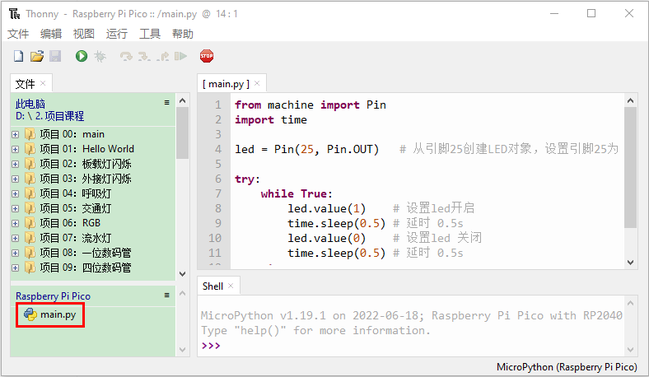 Thonny - Raspberry Pi Pico :: /main.py @ 14 : 1
文件 编辑 视图 运行 工具 帮助
STOP
文件
此电脑
D: \ 2. 项目课程
项目 00：main
项目 01：Hello World
项目 02：板载灯闪烁
项目 03：外接灯闪烁
项目 04：呼吸灯
项目 05：交通灯
项目 06：RGB
项目 07：流水灯
项目 08：一位数码管
项目 09：四位数码管
Raspberry Pi Pico
main.py
[ main.py ]
1 from machine import Pin
2 import time
3
4 led = Pin(25, Pin.OUT) # 从引脚25创建LED对象，设置引脚25为
5
6 try:
7 while True:
8 led.value(1) # 设置led开启
9 time.sleep(0.5) # 延时 0.5s
10 led.value(0) # 设置led 关闭
11 time.sleep(0.5) # 延时 0.5s
Shell
MicroPython v1.19.1 on 2022-06-18; Raspberry Pi Pico with RP2040
Type "help()" for more information.
>>>
MicroPython (Raspberry Pi Pico)